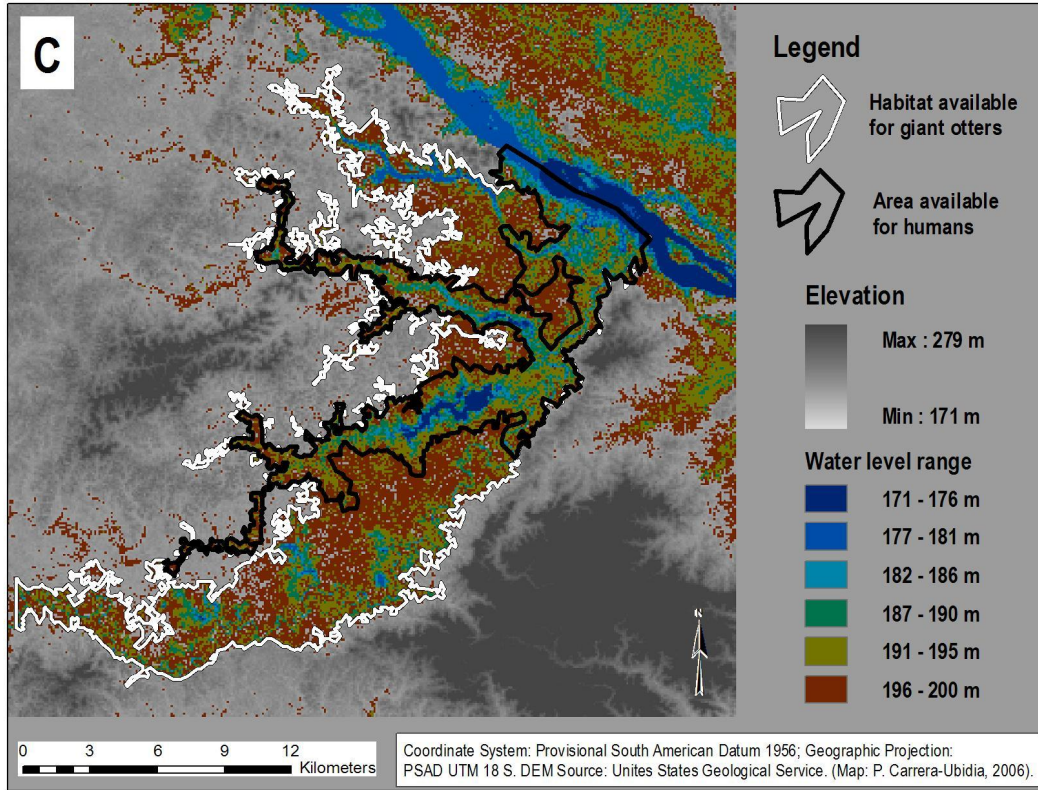 C
Legend
Habitat available
for giant otters
Area available
for humans
Elevation
Max : 279 m
Min : 171 m
Water level range
171 - 176 m
177 - 181 m
182 - 186 m
187 - 190 m
191 - 195 m
196 - 200 m
0 3 6 9 12
Kilometers
Coordinate System: Provisional South American Datum 1956; Geographic Projection:
PSAD UTM 18 S. DEM Source: Unites States Geological Service. (Map: P. Carrera-Ubidia, 2006).